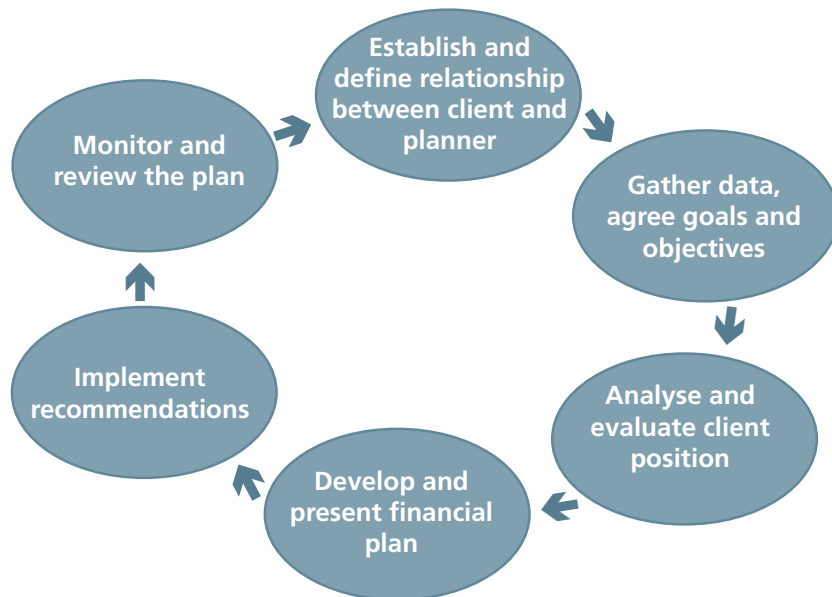 Establish and
define relationship
between client and
planner
Gather data,
agree goals and
objectives
Analyse and
evaluate client
position
Develop and
present financial
plan
Implement
recommendations
Monitor and
review the plan